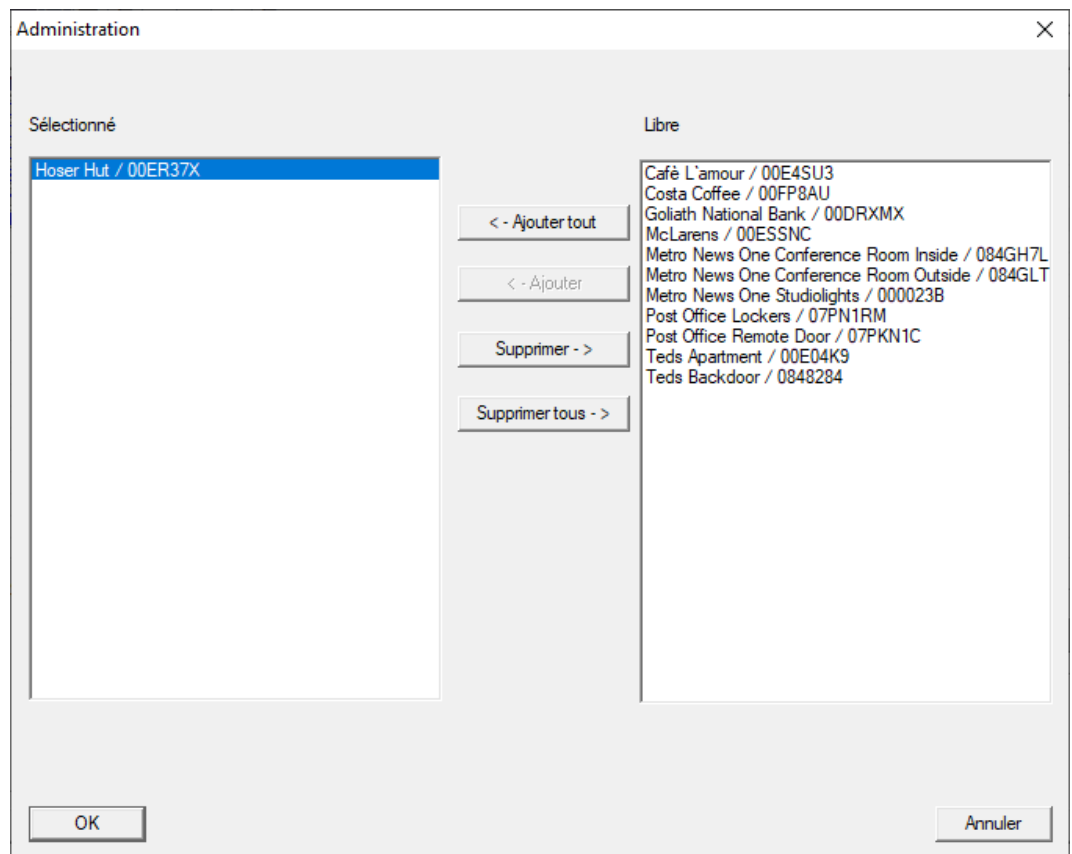 Administration
Sélectionné
Libre
Hoser Hut / 00ER37X
< - Ajouter tout
< - Ajouter
Supprimer - >
Supprimer tous - >
Cafè L`amour / 00E4SU3
Costa Coffee / 00FP8AU
Goliath National Bank / 00DRXMX
McLarens / 00ESSNC
Metro News One Conference Room Inside / 084GH7L
Metro News One Conference Room Outside / 084GLT
Metro News One Studiolights / 000023B
Post Office Lockers / 07PN1RM
Post Office Remote Door / 07PKN1C
Teds Apartment / 00E04K9
Teds Backdoor / 0848284
OK
Annuler